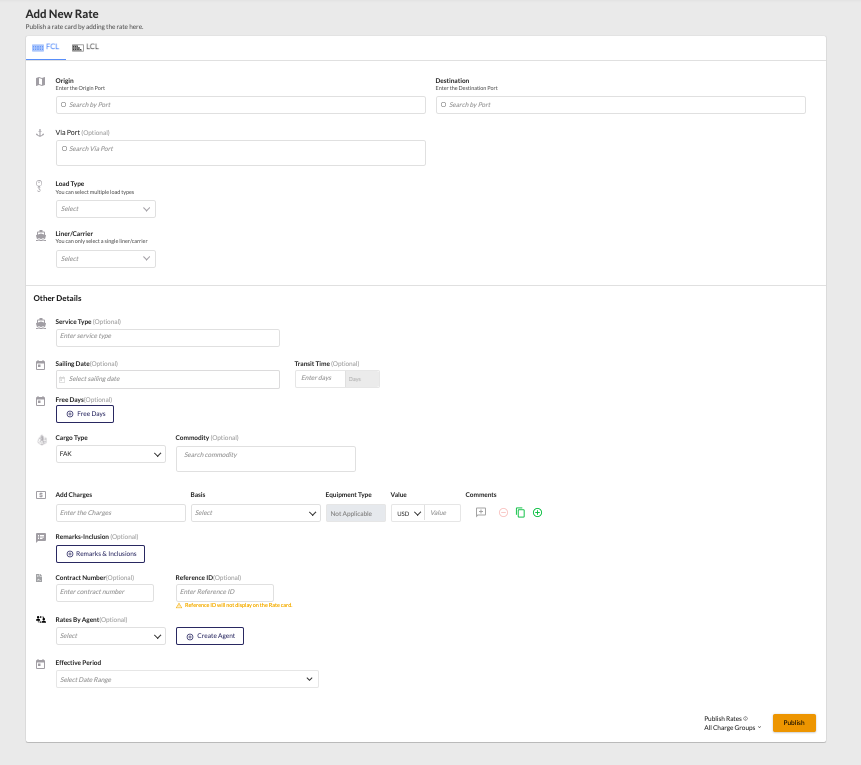 Add New Rate
Publish a rate card by adding the rate here.
FCL LCL
Origin Destination
Enter the Origin Port Enter the Destination Port
Search by Port Search by Port
Via Port (Optional)
Search Via Port
Load Type
You can select multiple load types
Select
Liner/Carrier
You can only select a single liner/carrier
Select
Other Details
Service Type (Optional)
Enter service type
Sailing Date(Optional) Transit Time (Optional)
Select sailing date Enter days Days
Free Days(Optional)
Free Days
Cargo Type Commodity (Optional)
FAK Search commodity
Add Charges Basis Equipment Type Value Comments
Enter the Charges Select Not Applicable USD Value
Remarks-Inclusion (Optional)
Remarks & Inclusions
Contract Number(Optional) Reference ID(Optional)
Enter contract number Enter Reference ID
Reference ID will not display on the Rate card.
Rates By Agent(Optional)
Select Create Agent
Effective Period
Select Date Range
Publish Rates
All Charge Groups Publish